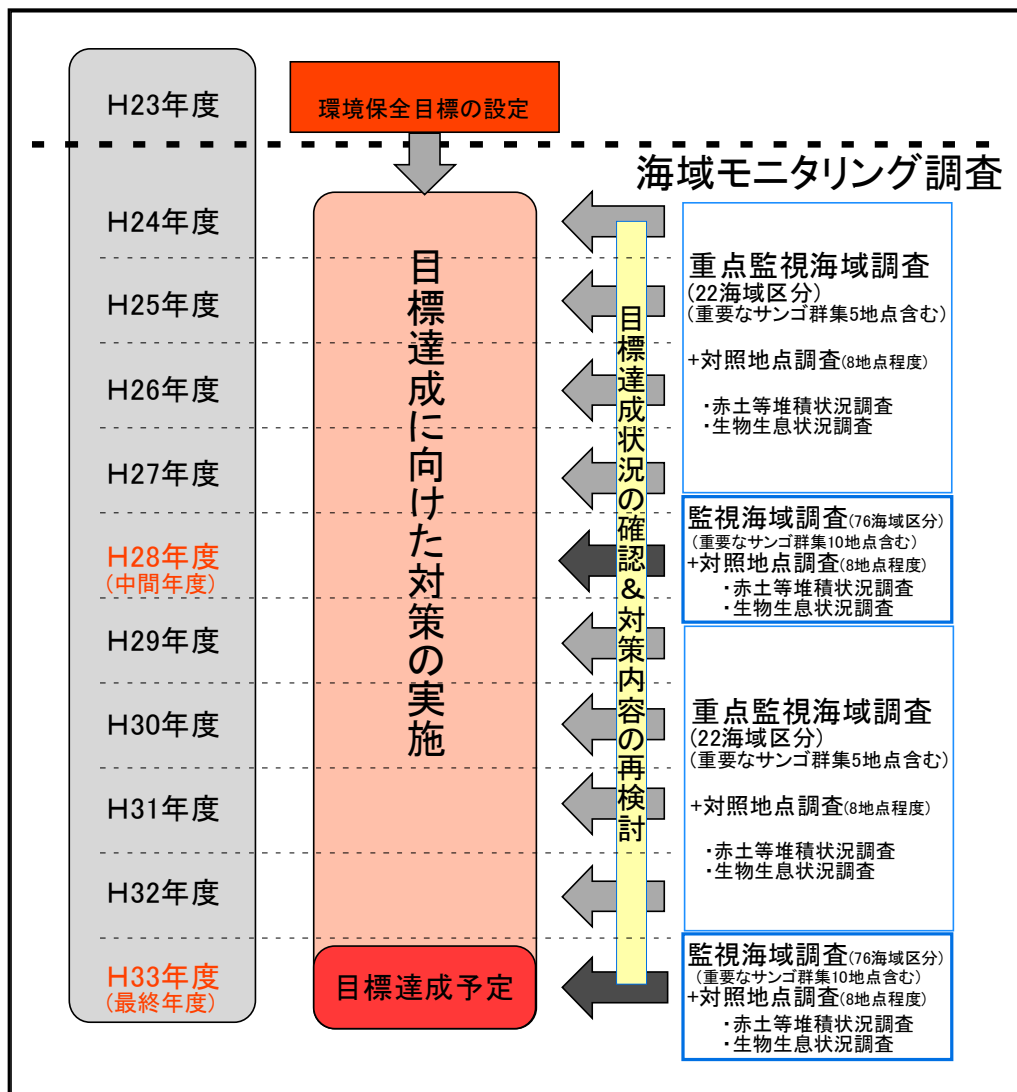 H23年度
環境保全目標の設定
海域モニタリング調査
H24年度
H25年度
H26年度
H27年度
H28年度
(中間年度)
H29年度
H30年度
H31年度
H32年度
H33年度
(最終年度)
目標達成に向けた対策の実施
目標達成予定
目標達成状況の確認&対策内容の再検討
重点監視海域調査
(22海域区分)
(重要なサンゴ群集5地点含む)
+対照地点調査(8地点程度)
・赤土等堆積状況調査
・生物生息状況調査
監視海域調査(76海域区分)
(重要なサンゴ群集10地点含む)
+対照地点調査(8地点程度)
・赤土等堆積状況調査
・生物生息状況調査
重点監視海域調査
(22海域区分)
(重要なサンゴ群集5地点含む)
+対照地点調査(8地点程度)
・赤土等堆積状況調査
・生物生息状況調査
監視海域調査(76海域区分)
(重要なサンゴ群集10地点含む)
+対照地点調査(8地点程度)
・赤土等堆積状況調査
・生物生息状況調査